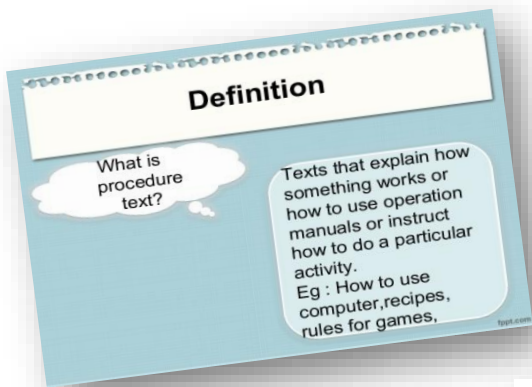 Definition
What is
procedure
text?
Texts that explain how
something works or
how to use operation
manuals or instruct
how to do a particular
activity.
Eg : How to use
computer,recipes,
rules for games,
fppt.com